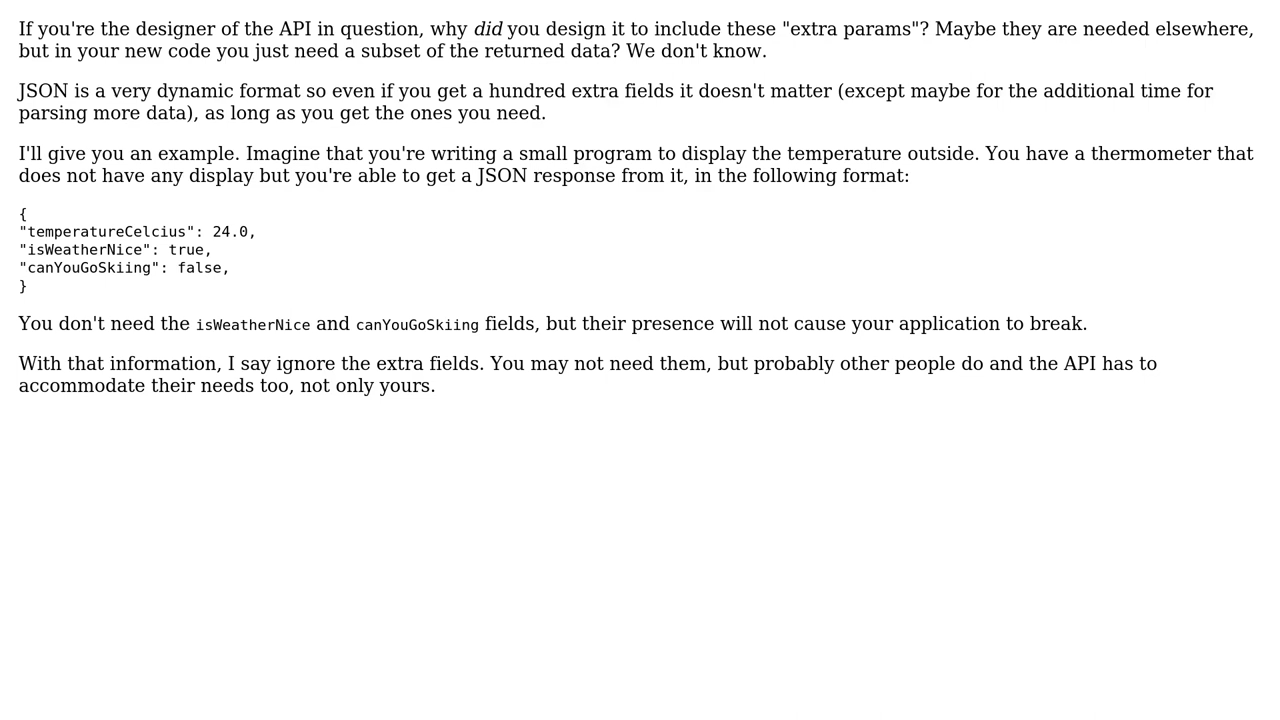 If you're the designer of the API in question, why did you design it to include these "extra params"? Maybe they are needed elsewhere,
but in your new code you just need a subset of the returned data? We don't know.
JSON is a very dynamic format so even if you get a hundred extra fields it doesn't matter (except maybe for the additional time for
parsing more data), as long as you get the ones you need.
I'll give you an example. Imagine that you're writing a small program to display the temperature outside. You have a thermometer that
does not have any display but you're able to get a JSON response from it, in the following format:
{
"temperatureCelcius": 24.0,
"isWeatherNice": true,
"canYouGoSkiing": false,
}
You don't need the isWeatherNice and canYouGoSkiing fields, but their presence will not cause your application to break.
With that information, I say ignore the extra fields. You may not need them, but probably other people do and the API has to
accommodate their needs too, not only yours.